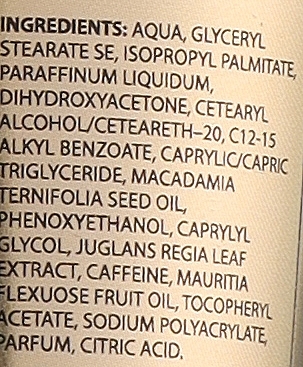 INGREDIENTS: AQUA, GLYCERYL
STEARATE SE, ISOPROPYL PALMITATE,
PARAFFINUM LIQUIDUM,
DIHYDROXYACETONE, CETEARYL
ALCOHOL/CETEARETH-20, C12-15
ALKYL BENZOATE, CAPRYLIC/CAPRIC
TRIGLYCERIDE, MACADAMIA
TERNIFOLIA SEED OIL,
PHENOXYETHANOL, CAPRYLYL
GLYCOL, JUGLANS REGIA LEAF
EXTRACT, CAFFEINE, MAURITIA
FLEXUOSE FRUIT OIL, TOCOPHERYL
ACETATE, SODIUM POLYACRYLATE,
PARFUM, CITRIC ACID.